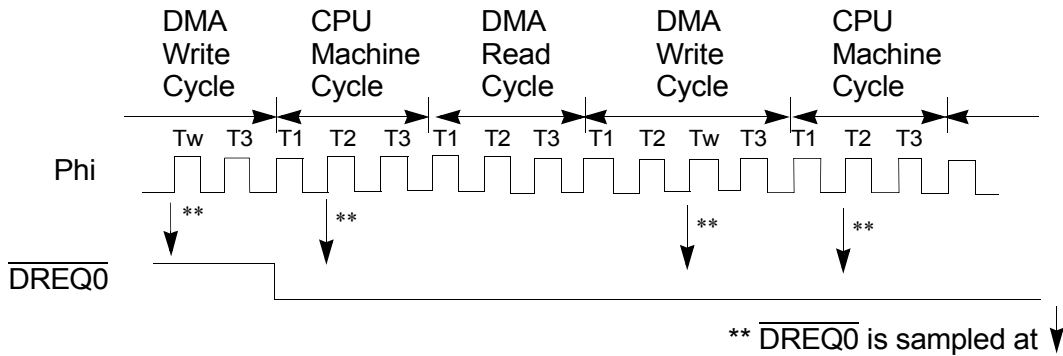 DMA Write Cycle
CPU Machine Cycle
DMA Read Cycle
DMA Write Cycle
CPU Machine Cycle
Tw T3 T1 T2 T3 T1 T2 T3 T1 T2 Tw T3 T1 T2 T3
Phi
** ** ** **
DREQ0
** DREQ0 is sampled at